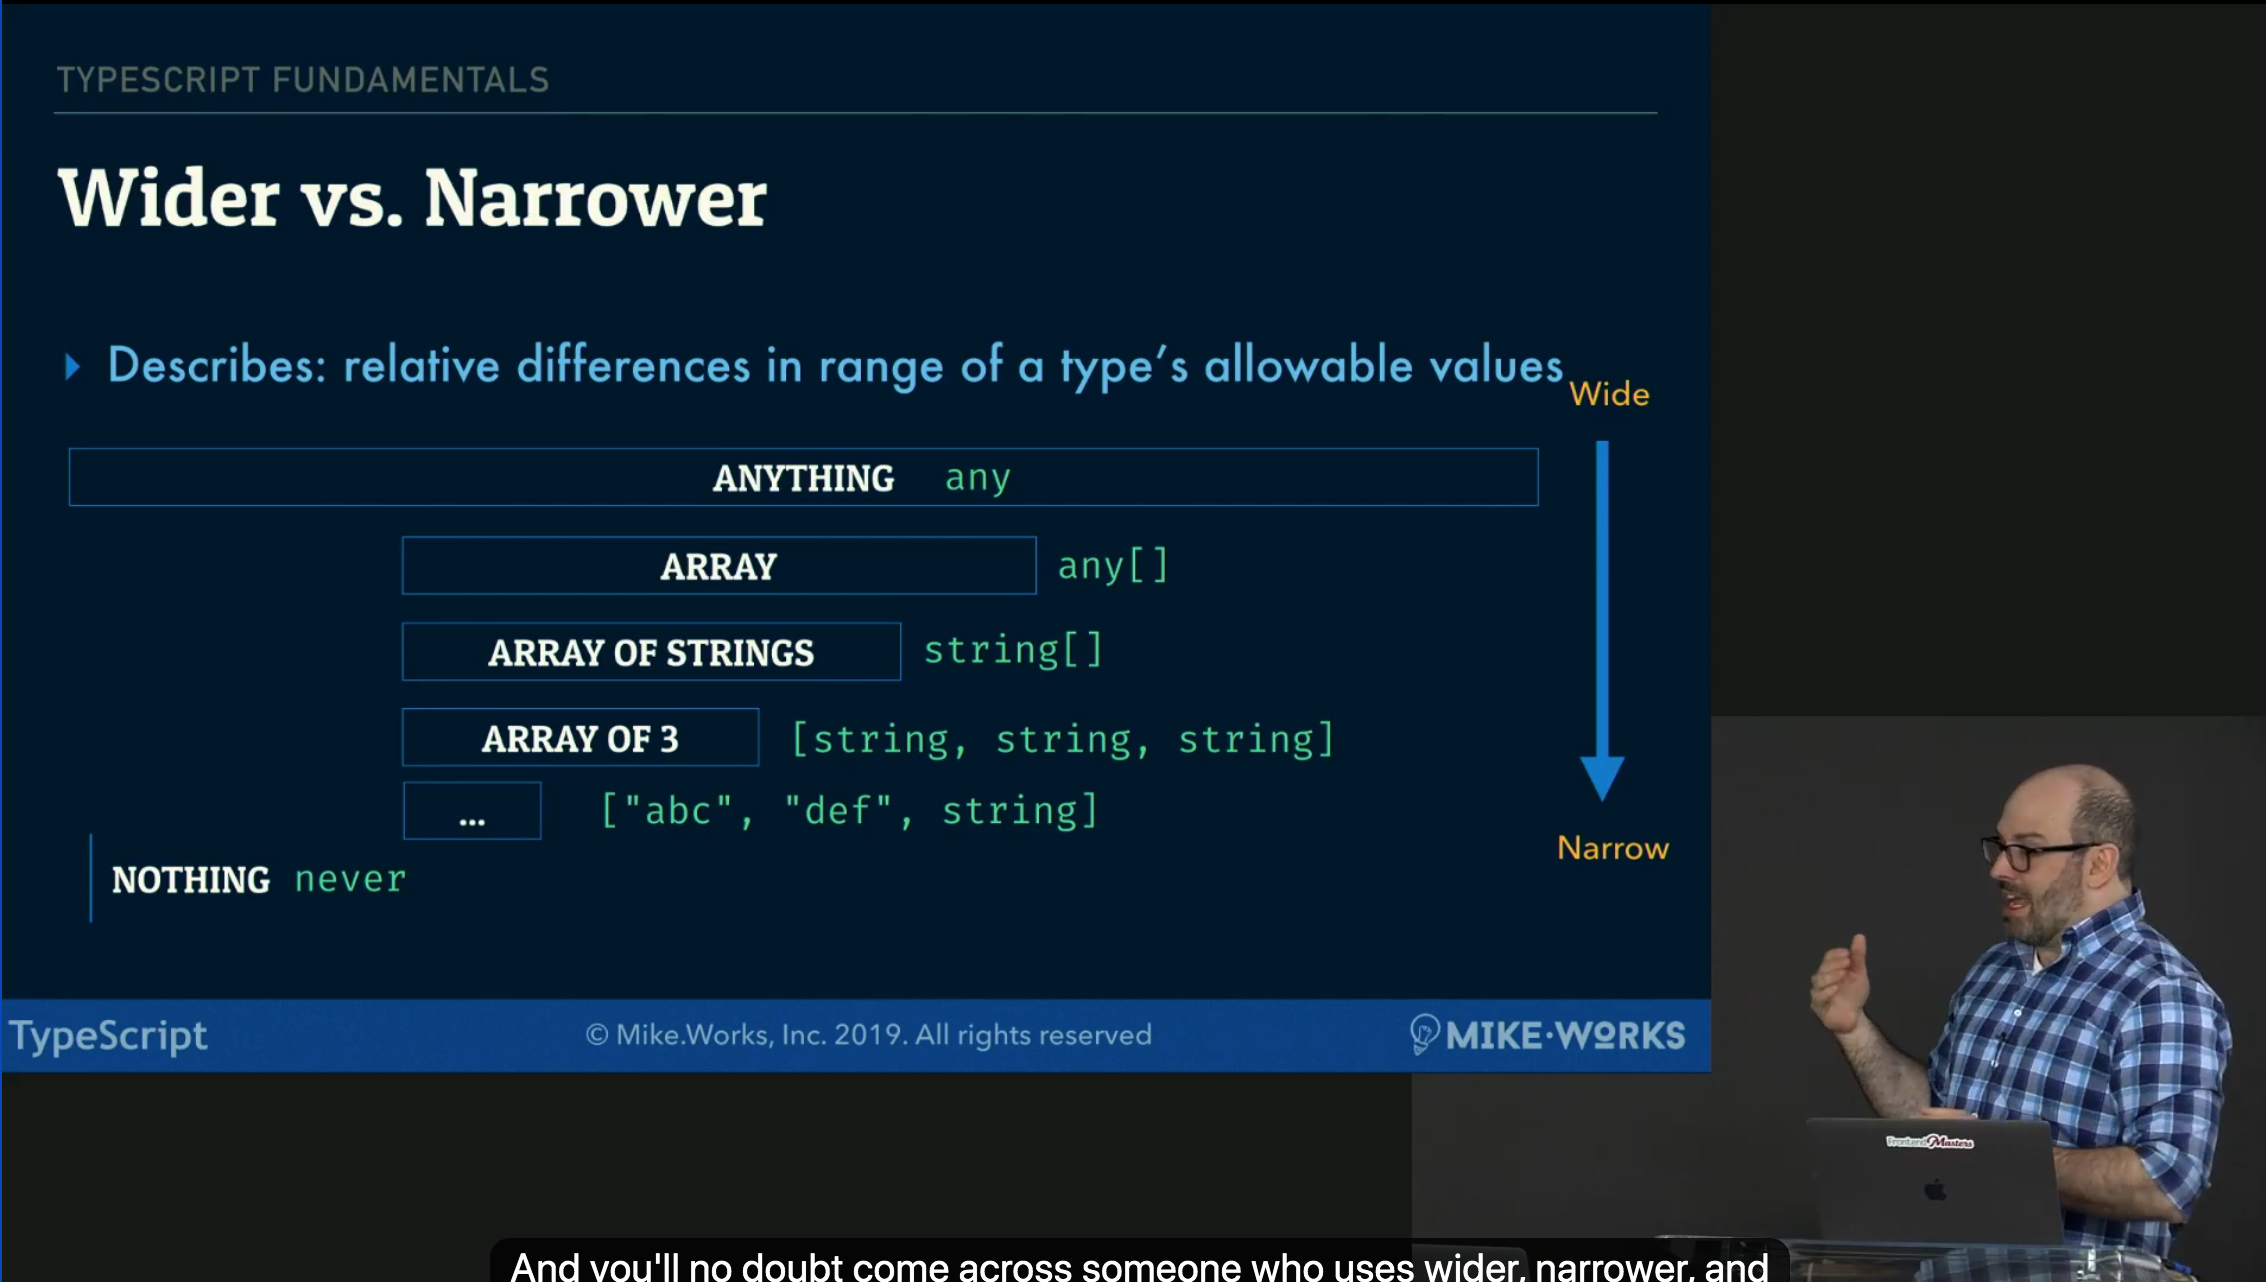 TYPESCRIPT FUNDAMENTALS
Wider vs. Narrower
Describes: relative differences in range of a type’s allowable values
Wide
ANYTHING any
ARRAY any[]
ARRAY OF STRINGS string[]
ARRAY OF 3 [string, string, string]
... ["abc", "def", string]
Narrow
NOTHING never
TypeScript
© Mike.Works, Inc. 2019. All rights reserved
MIKE·WORKS
FrontendMasters
And you'll no doubt come across someone who uses wider, narrower, and